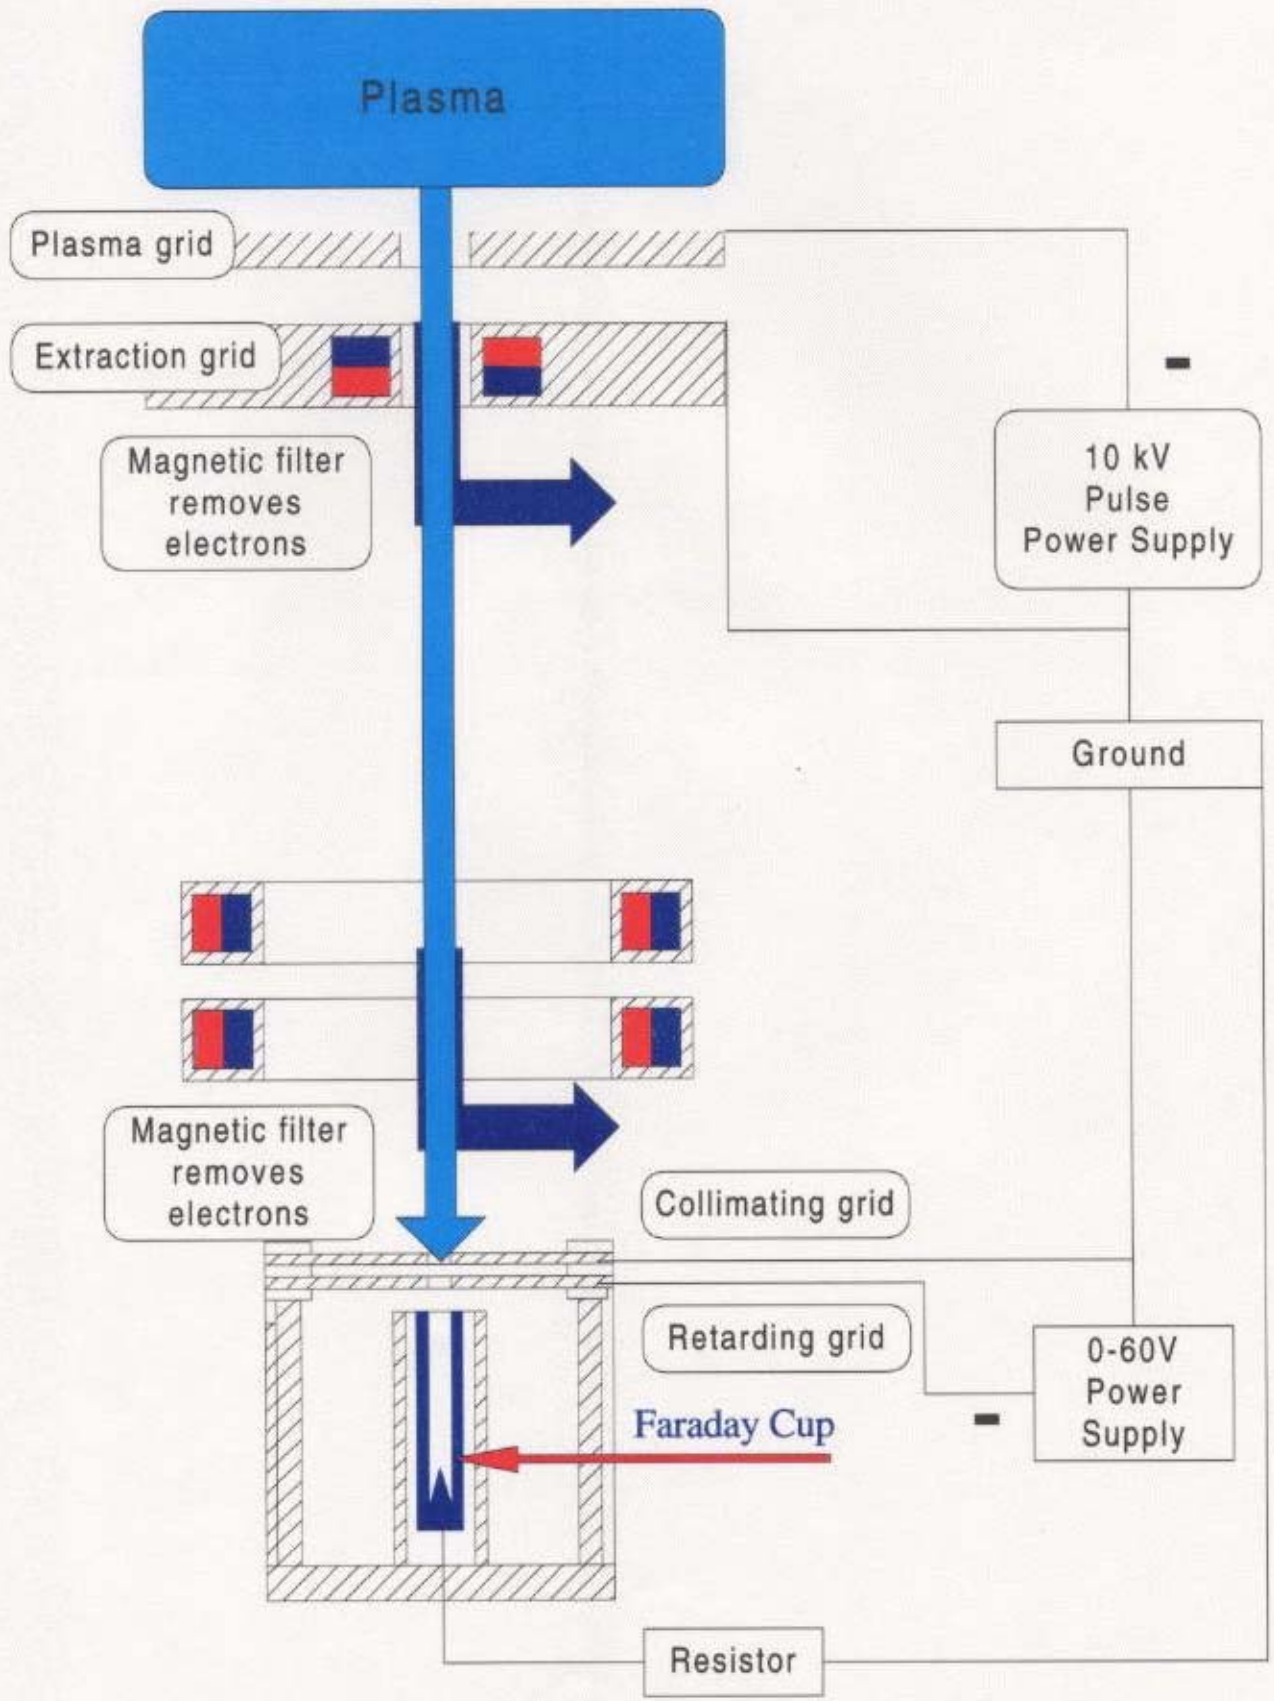 Plasma
Plasma grid
Extraction grid
Magnetic filter
removes
electrons
-
10 kV
Pulse
Power Supply
Ground
Magnetic filter
removes
electrons
Collimating grid
Retarding grid
0-60V
Power
Supply
-
Faraday Cup
Resistor